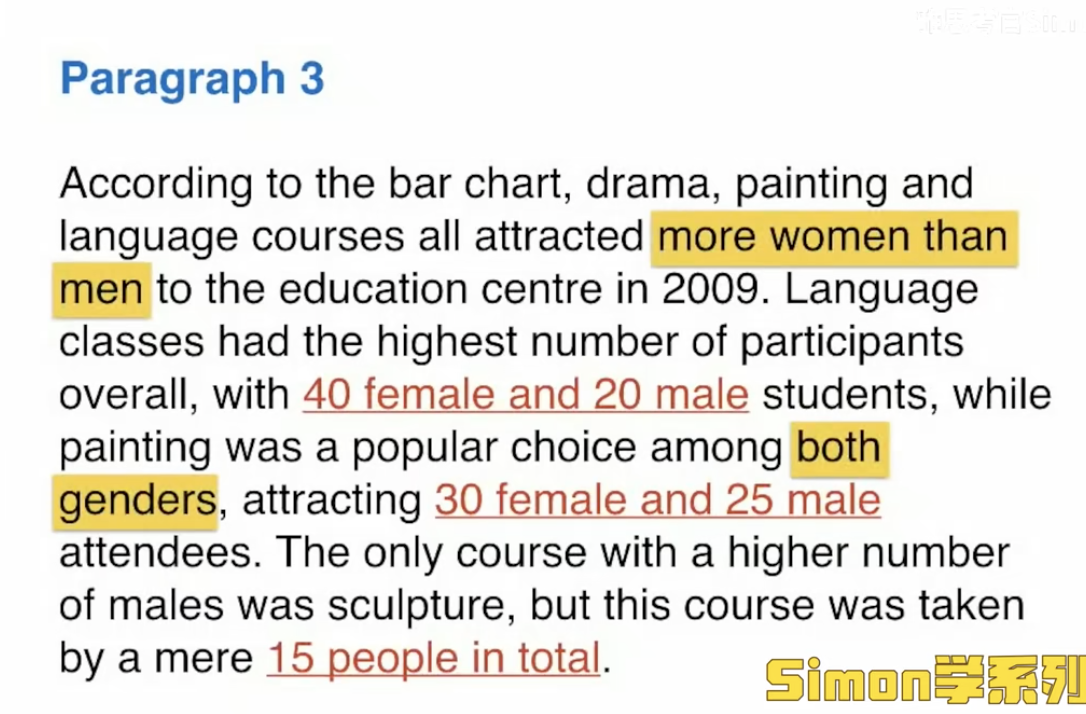 Paragraph 3
According to the bar chart, drama, painting and
language courses all attracted more women than
men to the education centre in 2009. Language
classes had the highest number of participants
overall, with 40 female and 20 male students, while
painting was a popular choice among both
genders, attracting 30 female and 25 male
attendees. The only course with a higher number
of males was sculpture, but this course was taken
by a mere 15 people in total.
Simon学系列